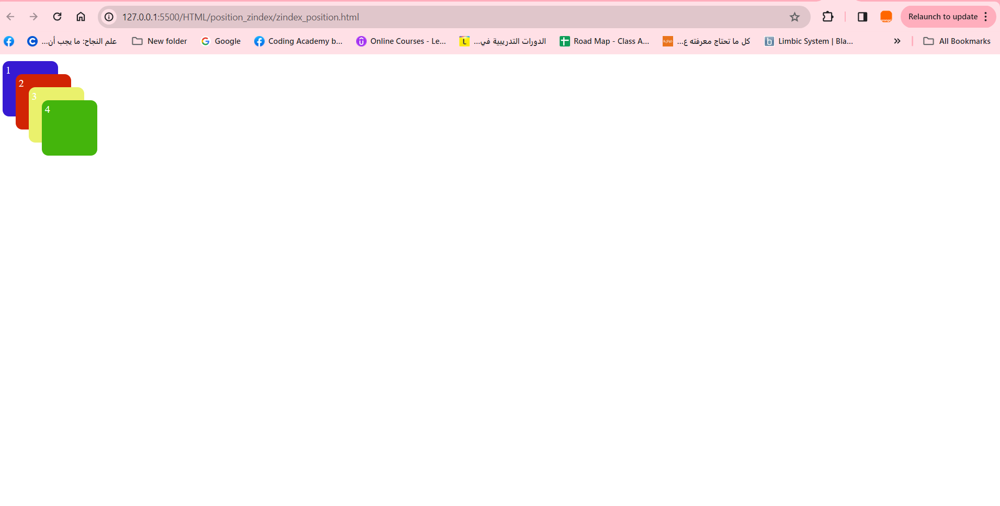 127.0.0.1:5500/HTML/position_zindex/zindex_position.html
Relaunch to update
علم النجاح: ما يجب أن...
New folder
Google
Coding Academy b...
Online Courses - Le...
الدورات التدريبية في...
Road Map - Class A...
كل ما تحتاج معرفته ع...
Limbic System | Bla...
All Bookmarks
1
2
3
4